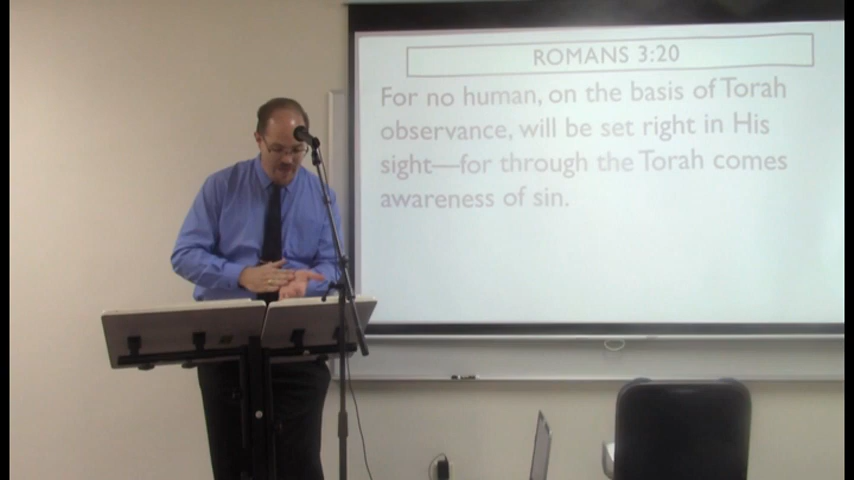 ROMANS 3:20
For no human, on the basis of Torah
observance, will be set right in His
sight—for through the Torah comes
awareness of sin.